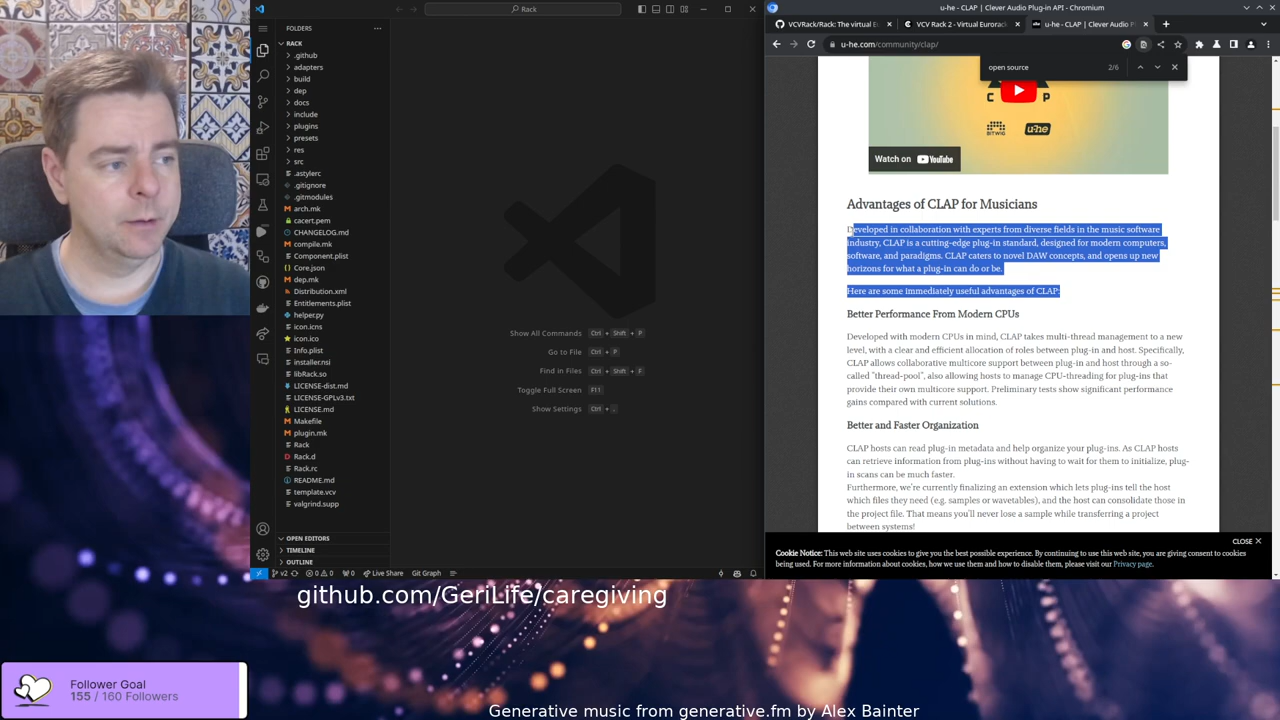 Rack
VCVRack/Rack: The virtual Eu
VCV Rack 2 - Virtual Eurorack
u-he - CLAP | Clever Audio P
u-he - CLAP | Clever Audio Plug-in API - Chromium
u-he.com/community/clap/
open source
2/6
FOLDERS
RACK
.github
adapters
build
dep
docs
include
plugins
presets
res
src
.astylerc
.gitignore
.gitmodules
arch.mk
cacert.pem
CHANGELOG.md
compile.mk
Component.plist
Core.json
dep.mk
Distribution.xml
Entitlements.plist
helper.py
icon.icns
icon.ico
Info.plist
installer.nsi
libRack.so
LICENSE-dist.md
LICENSE-GPLv3.txt
LICENSE.md
Makefile
plugin.mk
Rack
Rack.d
Rack.rc
README.md
template.vcv
valgrind.supp
OPEN EDITORS
TIMELINE
OUTLINE
Show All Commands Ctrl + Shift + P
Go to File Ctrl + P
Find in Files Ctrl + Shift + F
Toggle Full Screen F11
Show Settings Ctrl + ,
v2 0 0 0 Live Share Git Graph
C P
bitwig u-he
Watch on YouTube
Advantages of CLAP for Musicians
Developed in collaboration with experts from diverse fields in the music software
industry, CLAP is a cutting-edge plug-in standard, designed for modern computers,
software, and paradigms. CLAP caters to novel DAW concepts, and opens up new
horizons for what a plug-in can do or be.
Here are some immediately useful advantages of CLAP:
Better Performance From Modern CPUs
Developed with modern CPUs in mind, CLAP takes multi-thread management to a new
level, with a clear and efficient allocation of roles between plug-in and host. Specifically,
CLAP allows collaborative multicore support between plug-in and host through a so-
called "thread-pool", also allowing hosts to manage CPU-threading for plug-ins that
provide their own multicore support. Preliminary tests show significant performance
gains compared with current solutions.
Better and Faster Organization
CLAP hosts can read plug-in metadata and help organize your plug-ins. As CLAP hosts
can retrieve information from plug-ins without having to wait for them to initialize, plug-
in scans can be much faster.
Furthermore, we're currently finalizing an extension which lets plug-ins tell the host
which files they need (e.g. samples or wavetables), and the host can consolidate those in
the project file. That means you'll never lose a sample while transferring a project
between systems!
CLOSE
Cookie Notice: This web site uses cookies to give you the best possible experience. By continuing to use this web site, you are giving consent to cookies
being used. For more information about cookies, how we use them and how to disable them, please visit our Privacy page.
github.com/GeriLife/caregiving
Follower Goal
155 / 160 Followers
Generative music from generative.fm by Alex Bainter